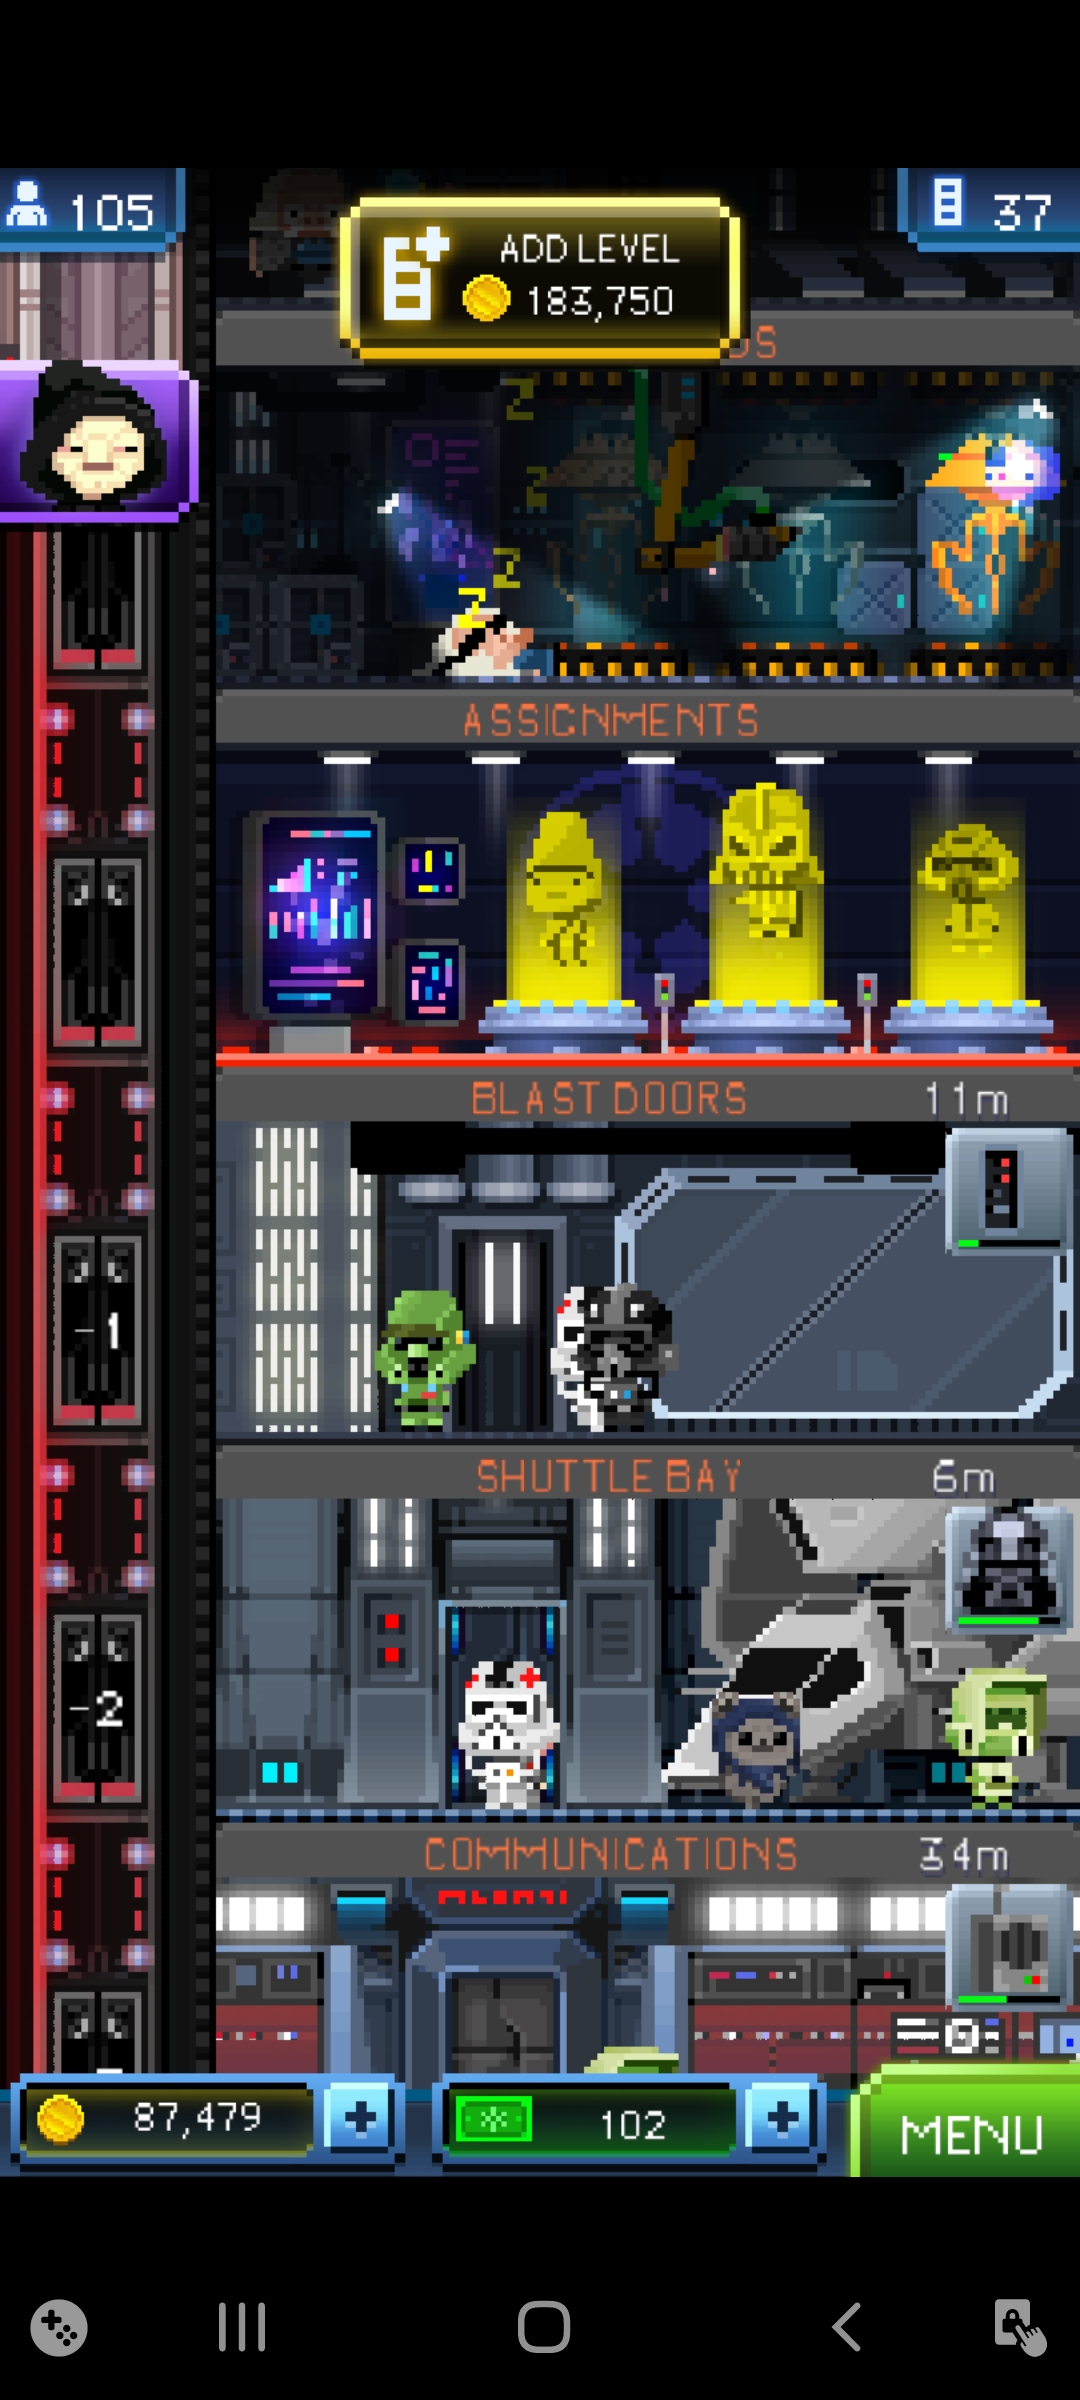 105
ADD LEVEL
183,750
37
Z
Z
Z
Z
ASSIGNMENTS
BLAST DOORS 11m
-1
SHUTTLE BAY 6m
-2
COMMUNICATIONS 34m
87,479
102
MENU